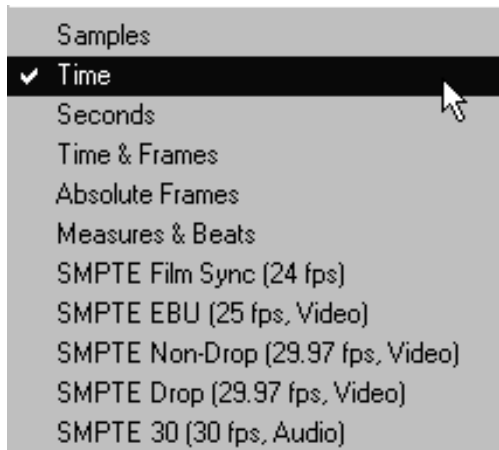 Samples
Time
Seconds
Time & Frames
Absolute Frames
Measures & Beats
SMPTE Film Sync (24 fps)
SMPTE EBU (25 fps, Video)
SMPTE Non-Drop (29.97 fps, Video)
SMPTE Drop (29.97 fps, Video)
SMPTE 30 (30 fps, Audio)